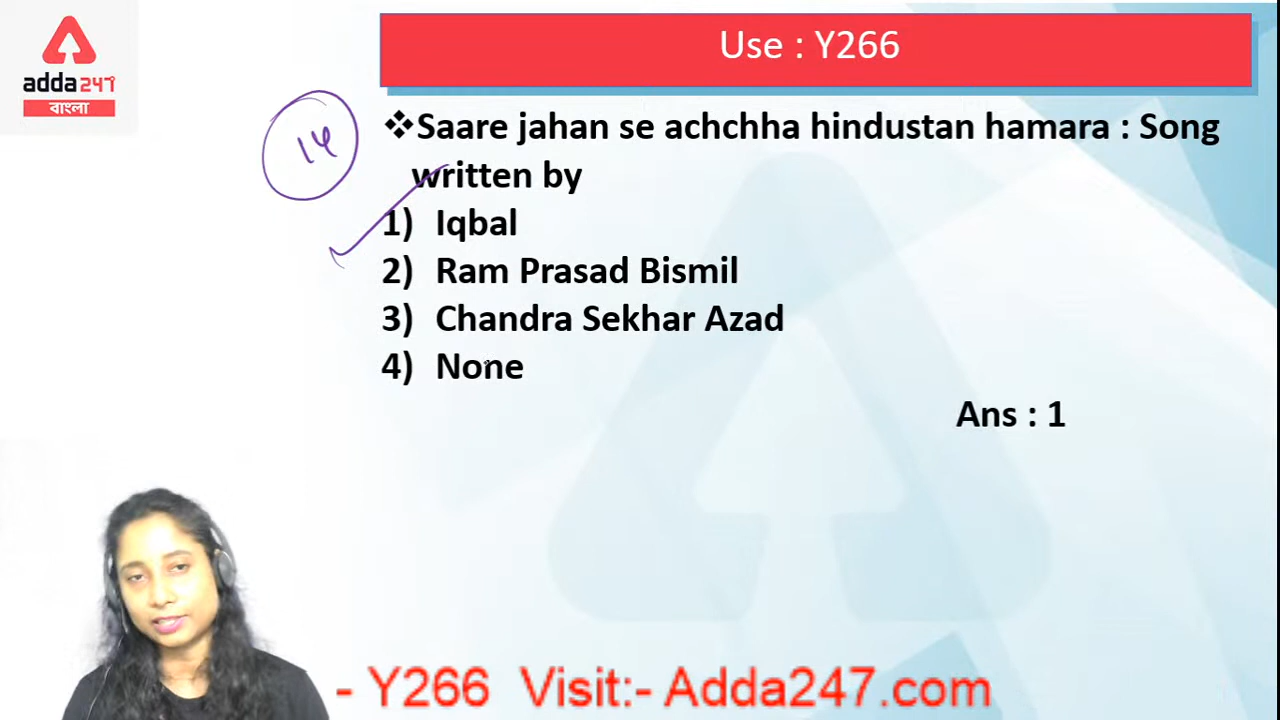 adda247
বাংলা
Use : Y266
14
❖Saare jahan se achchha hindustan hamara : Song
written by
1) Iqbal
2) Ram Prasad Bismil
3) Chandra Sekhar Azad
4) None
Ans : 1
- Y266 Visit:- Adda247.com